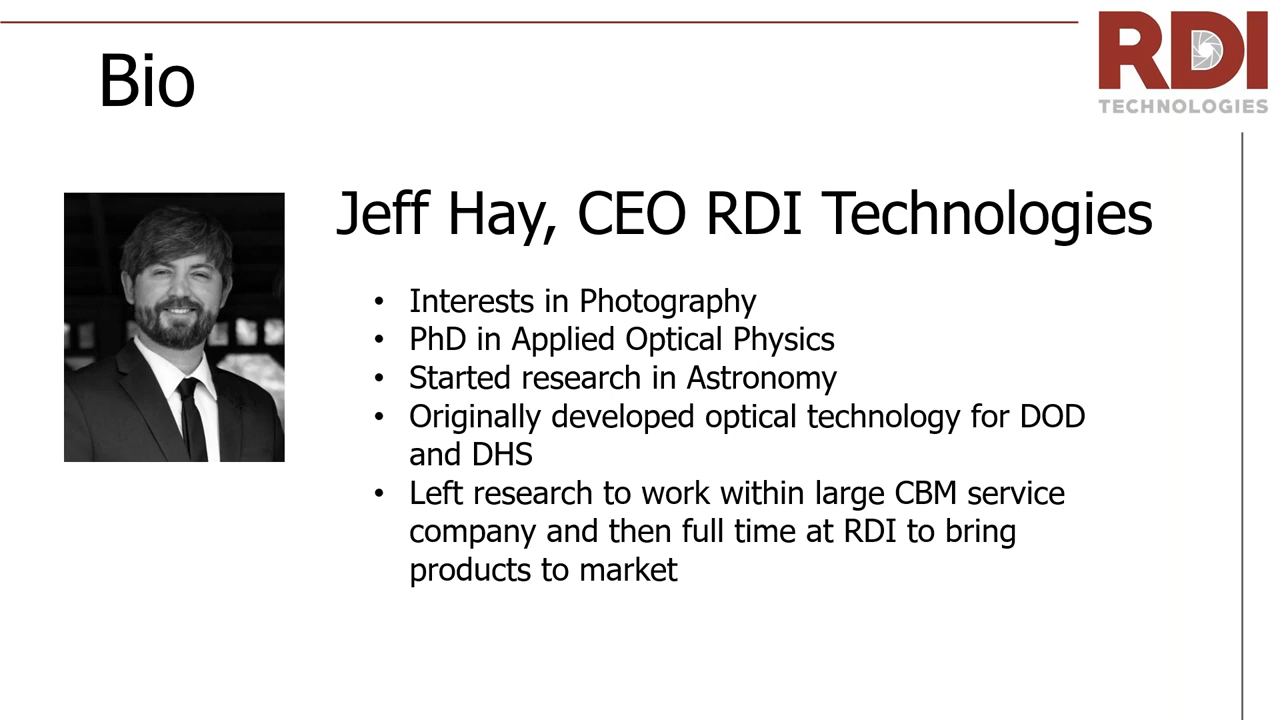 RDI
TECHNOLOGIES
Bio
Jeff Hay, CEO RDI Technologies
• Interests in Photography
• PhD in Applied Optical Physics
• Started research in Astronomy
• Originally developed optical technology for DOD
and DHS
• Left research to work within large CBM service
company and then full time at RDI to bring
products to market